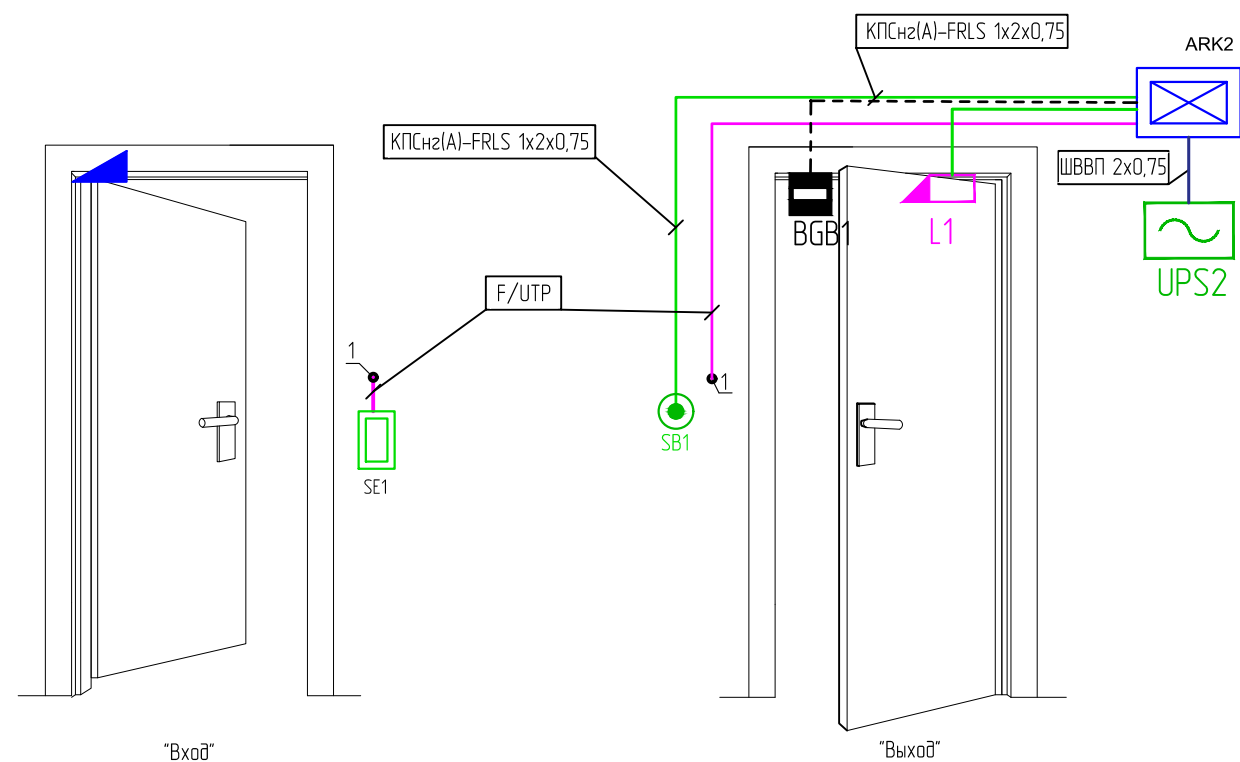 КПСнг(А)-FRLS 1х2х0,75
ARK2
КПСнг(А)-FRLS 1х2х0,75
ШВВП 2х0,75
BGB1
L1
UPS2
F/UTP
1
1
SB1
SE1
"Вход"
"Выход"